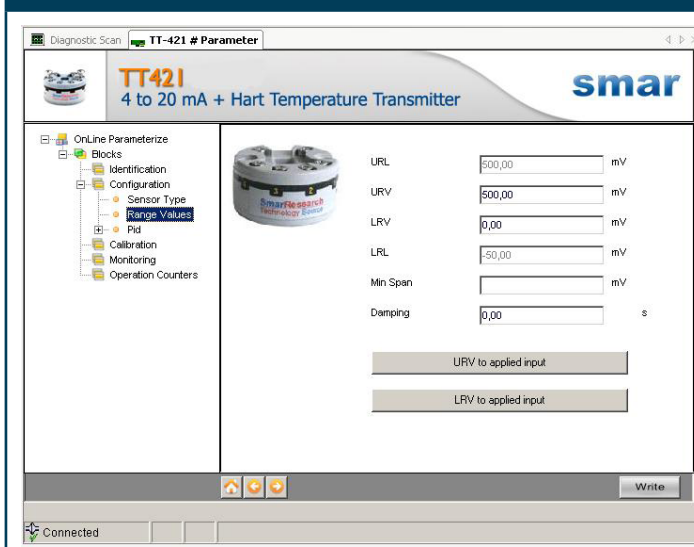 Diagnostic Scan TT-421 # Parameter
TT421
4 to 20 mA + Hart Temperature Transmitter
smar
OnLine Parameterize
Blocks
Identification
Configuration
Sensor Type
Range Values
Pid
Calibration
Monitoring
Operation Counters
SmarResearch
Technology Source
URL 500,00 mV
URV 500,00 mV
LRV 0,00 mV
LRL -50,00 mV
Min Span mV
Damping 0,00 s
URV to applied input
LRV to applied input
Write
Connected